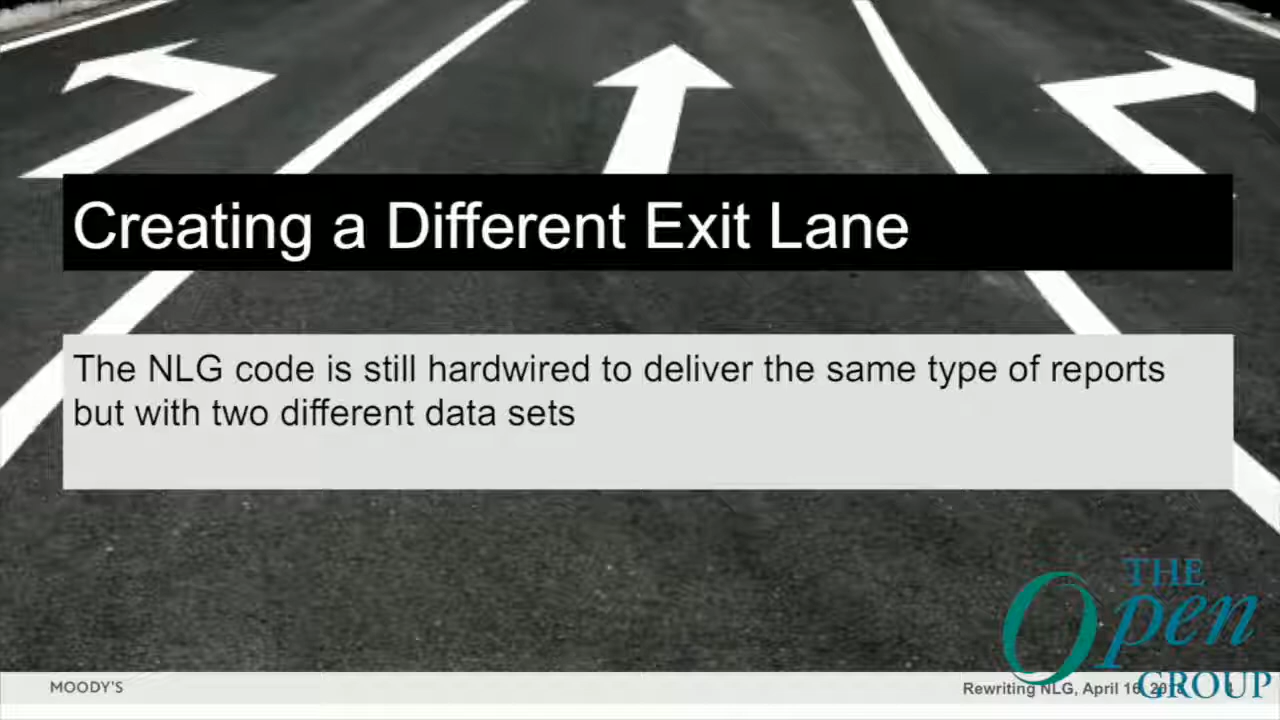 Creating a Different Exit Lane
The NLG code is still hardwired to deliver the same type of reports
but with two different data sets
THE
Open
GROUP
MOODY'S
Rewriting NLG, April 16,